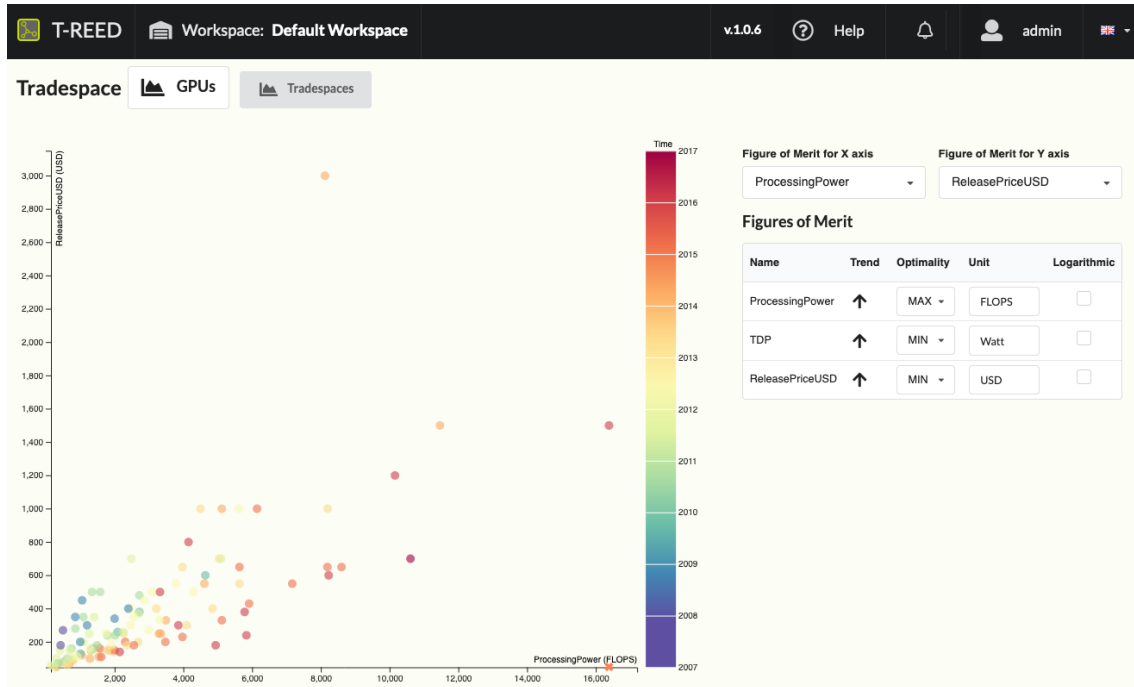 T-REED Workspace: Default Workspace v.1.0.6 ? Help admin
Tradespace GPUs Tradespaces
ReleasePriceUSD (USD)
3,000
2,800
2,600
2,400
2,200
2,000
1,800
1,600
1,400
1,200
1,000
800
600
400
200
2,000 4,000 6,000 8,000 10,000 12,000 14,000 16,000
ProcessingPower (FLOPS)
Time
2017
2016
2015
2014
2013
2012
2011
2010
2009
2008
2007
Figure of Merit for X axis Figure of Merit for Y axis
ProcessingPower ReleasePriceUSD
Figures of Merit
Name Trend Optimality Unit Logarithmic
ProcessingPower MAX FLOPS
TDP MIN Watt
ReleasePriceUSD MIN USD